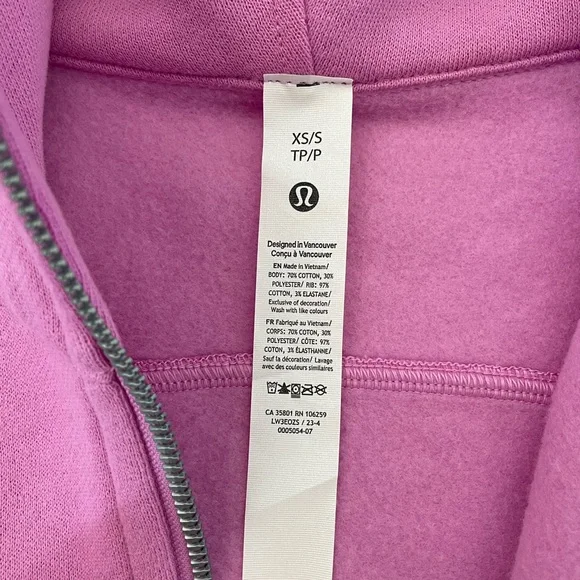 XS/S
TP/P
Designed in Vancouver
Conçu à Vancouver
EN Made in Vietnam/
BODY: 70% COTTON, 30%
POLYESTER/ RIB: 97%
COTTON, 3% ELASTANE/
Exclusive of decoration/
Wash with like colours
FR Fabriqué au Vietnam/
CORPS: 70% COTON, 30%
POLYESTER/ CÔTE: 97%
COTON, 3% ÉLASTHANNE/
Sauf la décoration/ Lavage
avec des couleurs similaires
CA 35801 RN 106259
LW3EOZS / 23-4
0005054-07